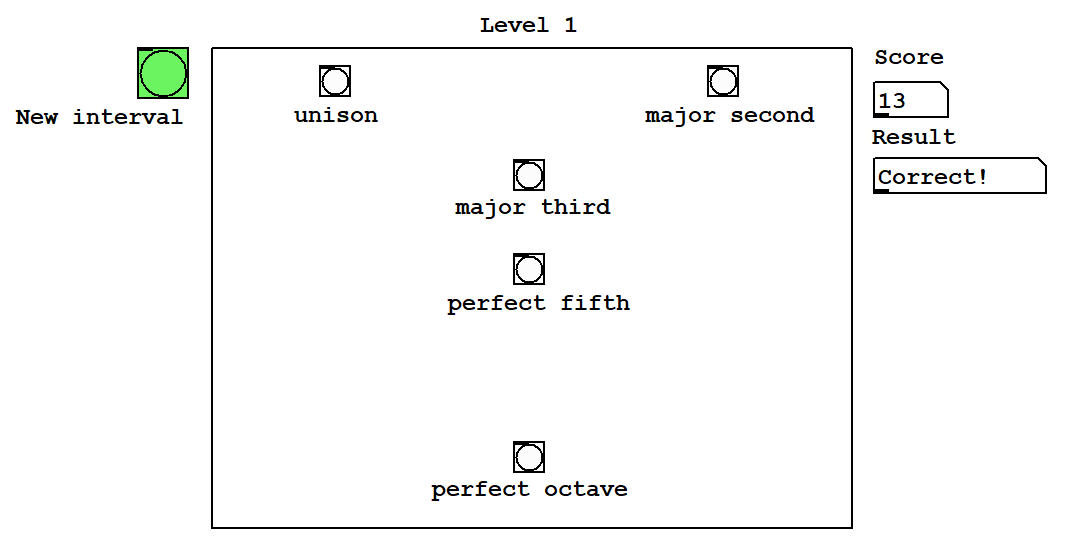 Level 1
New interval
unison
major second
major third
perfect fifth
perfect octave
Score
13
Result
Correct!